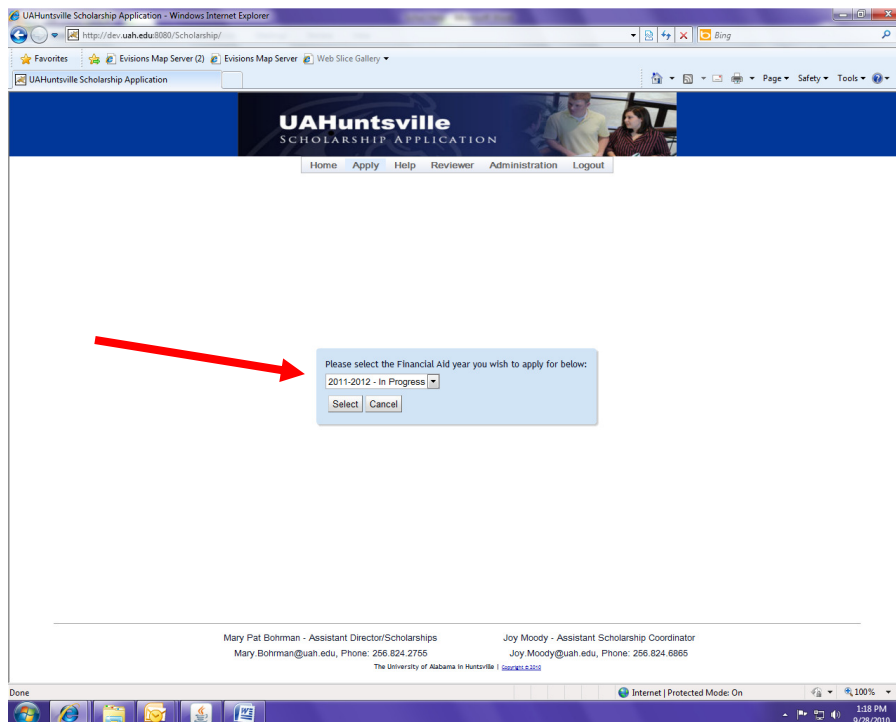 UAHuntsville Scholarship Application - Windows Internet Explorer
http://dev.uah.edu:8080/Scholarship/
Bing
Favorites Evisions Map Server (2) Evisions Map Server Web Slice Gallery
UAHuntsville Scholarship Application
Page Safety Tools
UAHuntsville
SCHOLARSHIP APPLICATION
Home Apply Help Reviewer Administration Logout
Please select the Financial Aid year you wish to apply for below:
2011-2012 - In Progress
Select Cancel
Mary Pat Bohrman - Assistant Director/Scholarships Joy Moody - Assistant Scholarship Coordinator
Mary.Bohrman@uah.edu, Phone: 256.824.2755 Joy.Moody@uah.edu, Phone: 256.824.6865
The University of Alabama in Huntsville | Copyright © 2010
Done Internet | Protected Mode: On 100%
1:18 PM
9/28/2010